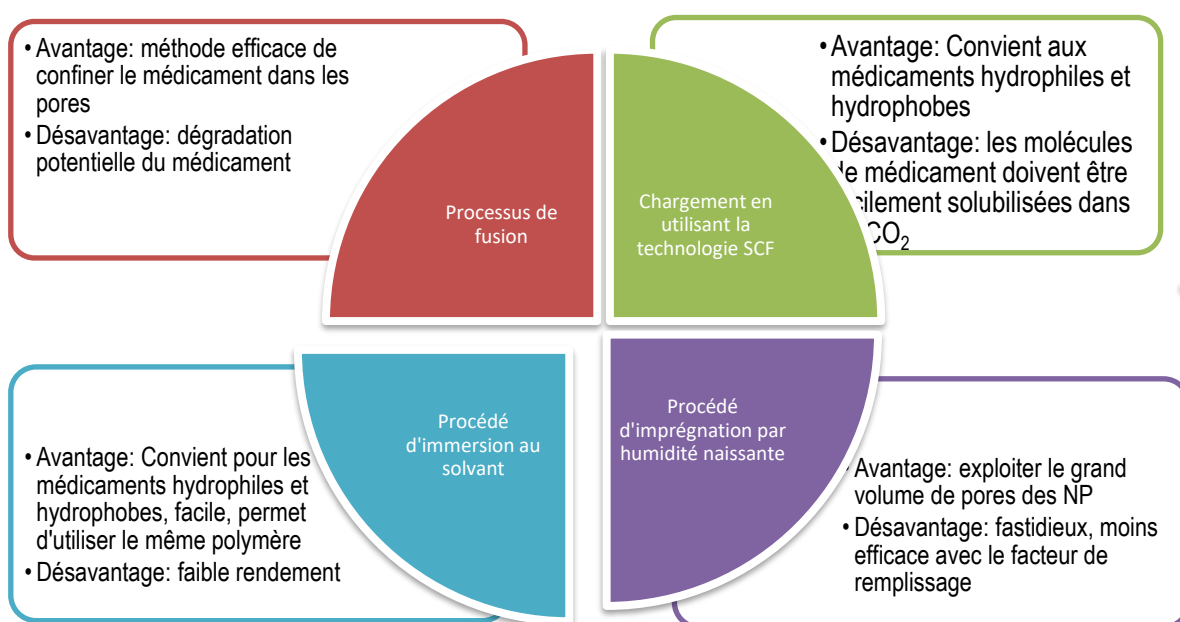 • Avantage: méthode efficace de
confiner le médicament dans les
pores
• Désavantage: dégradation
potentielle du médicament
Processus de
fusion
Chargement en
utilisant la
technologie SCF
• Avantage: Convient aux
médicaments hydrophiles et
hydrophobes
• Désavantage: les molécules
de médicament doivent être
cilement solubilisées dans
CO₂
Procédé
d'immersion au
solvant
• Avantage: Convient pour les
médicaments hydrophiles et
hydrophobes, facile, permet
d'utiliser le même polymère
• Désavantage: faible rendement
Procédé
d'imprégnation par
humidité naissante
• Avantage: exploiter le grand
volume de pores des NP
• Désavantage: fastidieux, moins
efficace avec le facteur de
remplissage